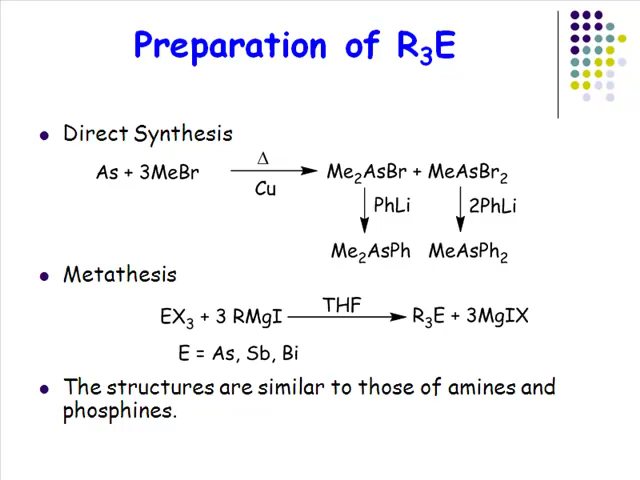 Preparation of R₃E
Direct Synthesis
As + 3MeBr
Δ
Cu
Me₂AsBr + MeAsBr₂
PhLi
2PhLi
Me₂AsPh MeAsPh₂
Metathesis
EX₃ + 3 RMgI
THF
R₃E + 3MgIX
E = As, Sb, Bi
The structures are similar to those of amines and
phosphines.